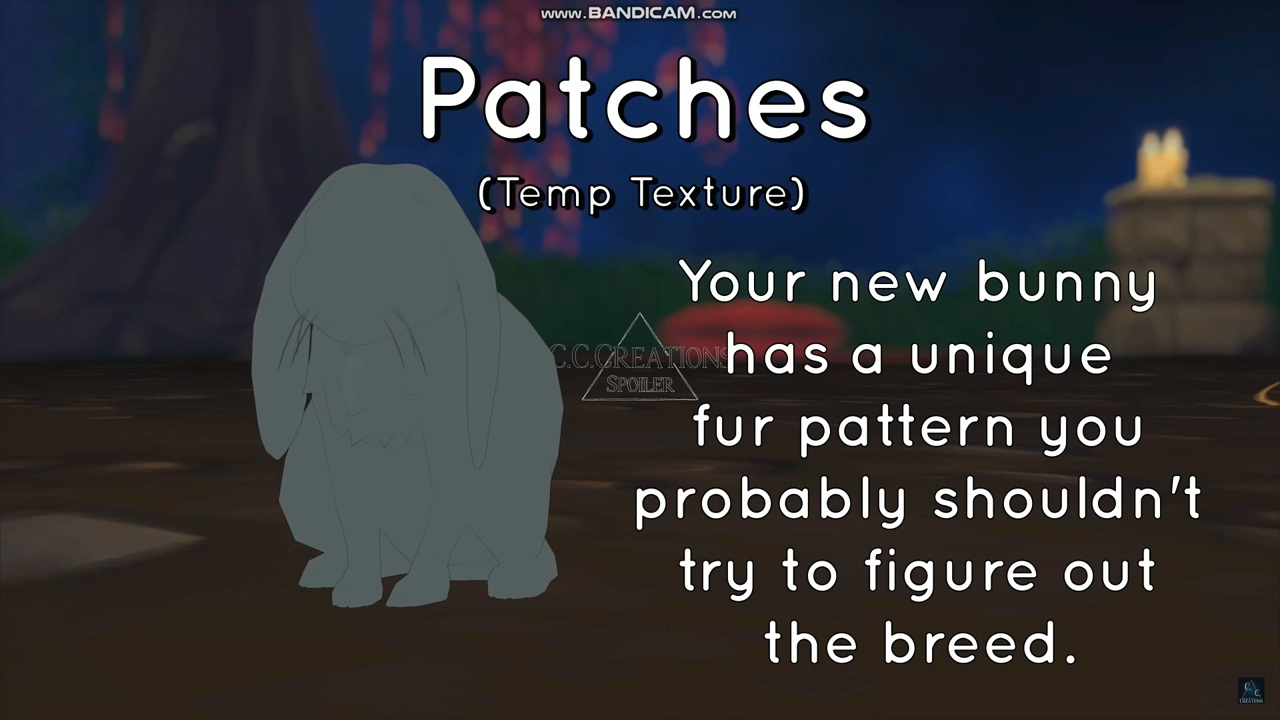 www.BANDICAM.com
Patches
(Temp Texture)
Your new bunny
has a unique
fur pattern you
probably shouldn't
try to figure out
the breed.
C.C.CREATIONS
SPOILER
C.C.
CREATIONS